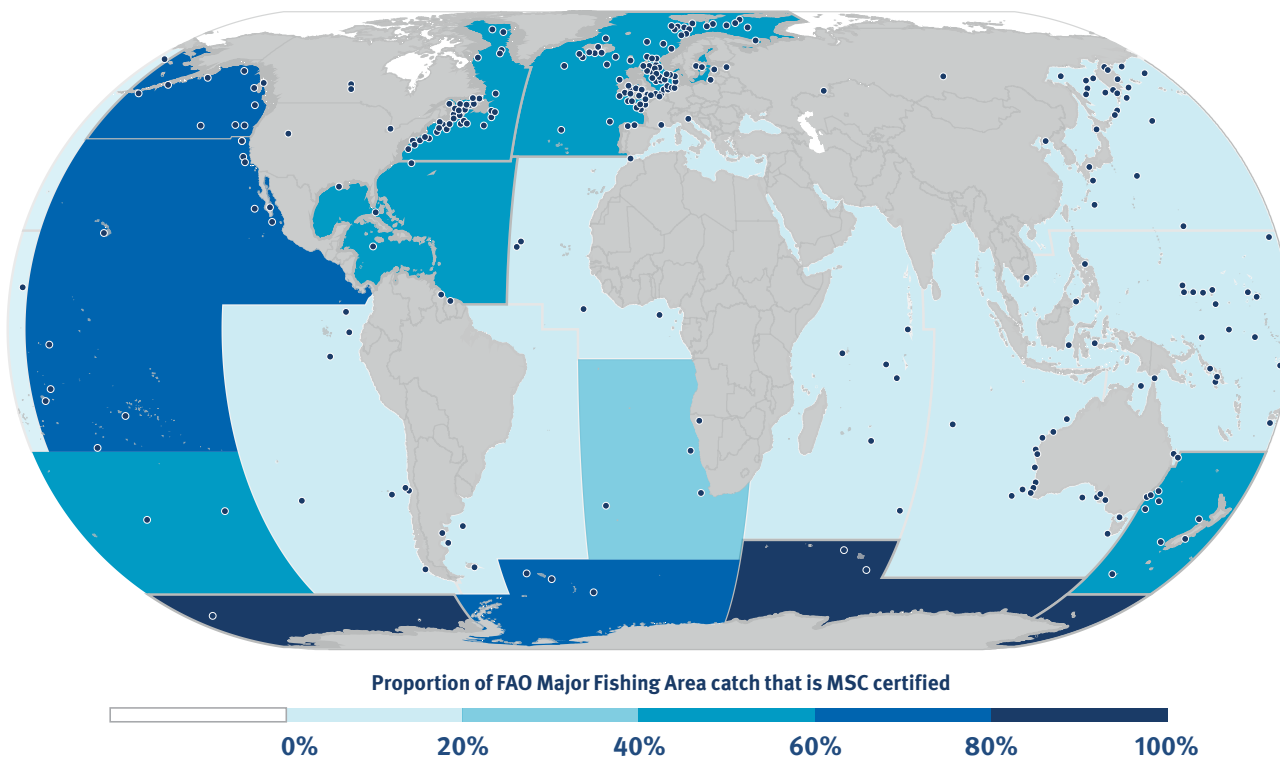 Proportion of FAO Major Fishing Area catch that is MSC certified
0% 20% 40% 60% 80% 100%